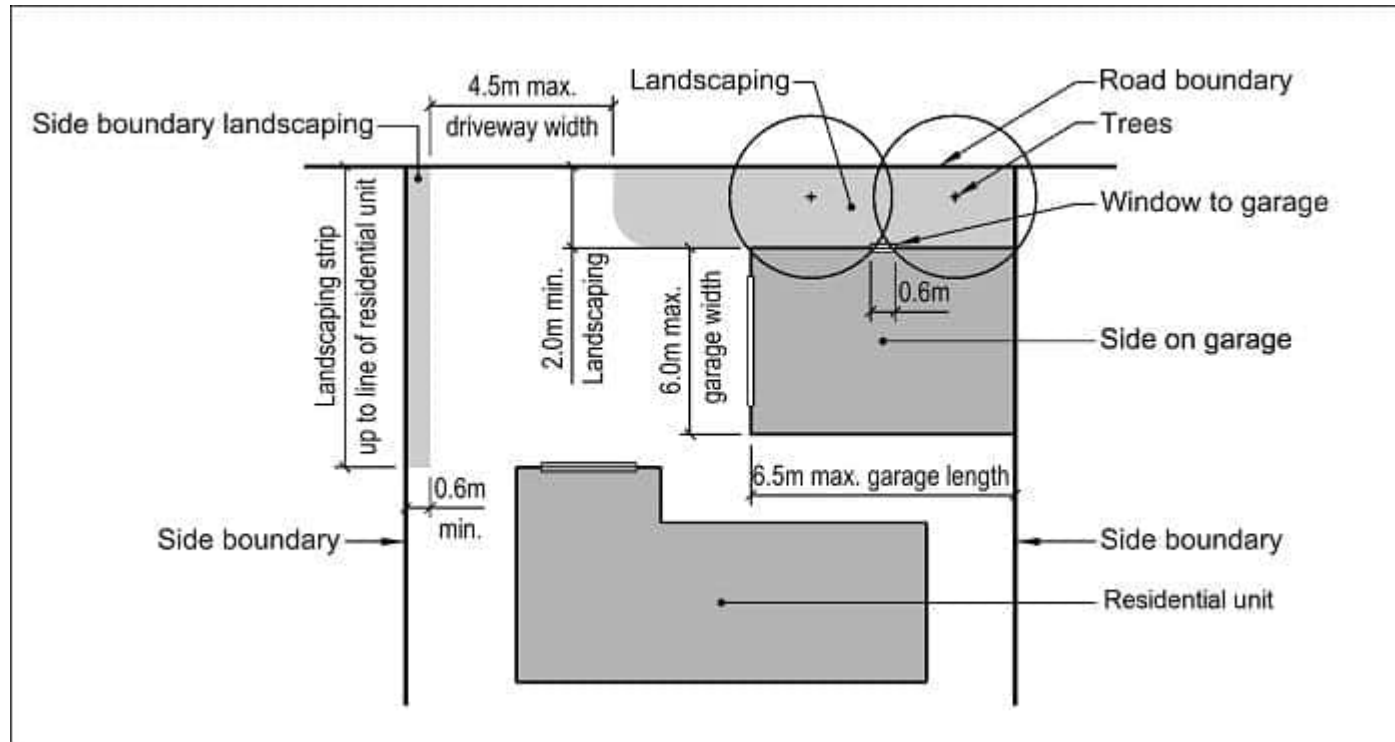 4.5m max.
driveway width
Landscaping
Road boundary
Side boundary landscaping
Trees
Window to garage
Landscaping strip
up to line of residential unit
2.0m min.
Landscaping
6.0m max.
garage width
0.6m
Side on garage
6.5m max. garage length
0.6m
min.
Side boundary
Side boundary
Residential unit